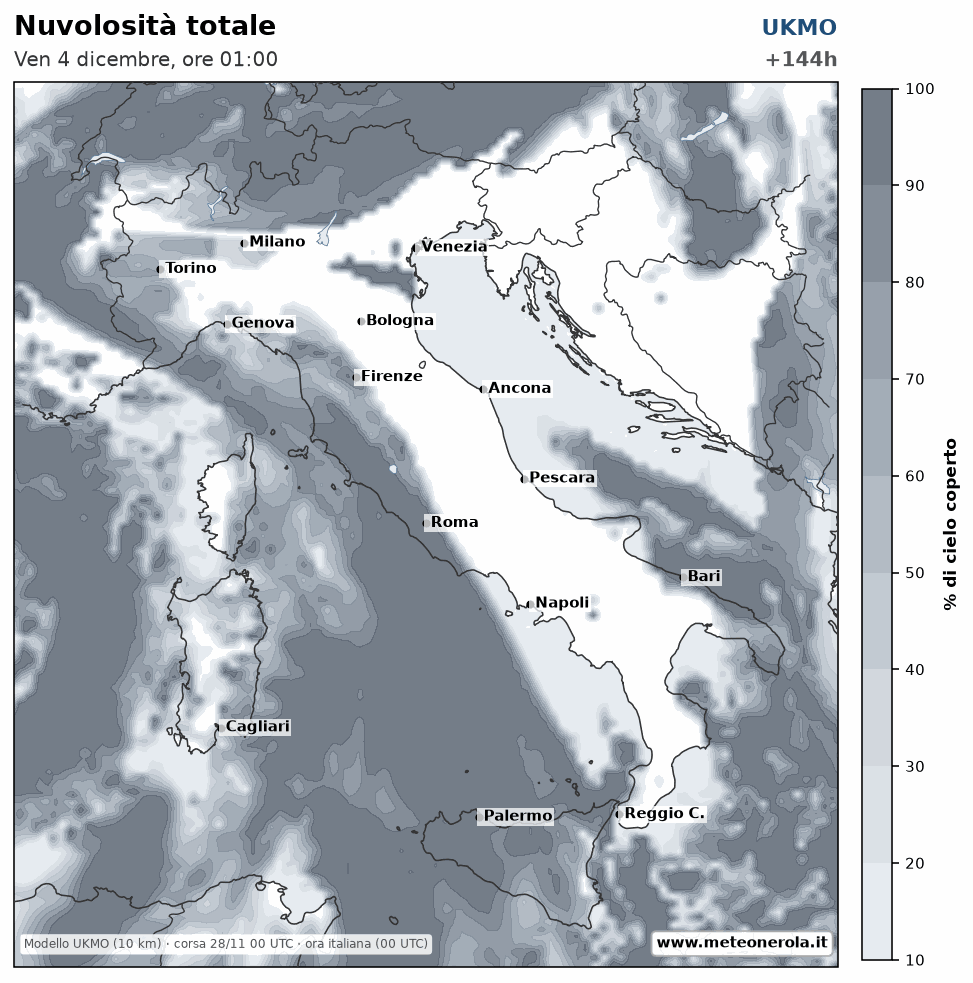 Nuvolosità totale
UKMO
Ven 4 dicembre, ore 01:00
+144h
100
90
80
70
60
50
40
30
20
10
% di cielo coperto
Milano
Venezia
Torino
Genova
Bologna
Firenze
Ancona
Pescara
Roma
Bari
Napoli
Cagliari
Palermo
Reggio C.
Modello UKMO (10 km) · corsa 28/11 00 UTC · ora italiana (00 UTC)
www.meteonerola.it